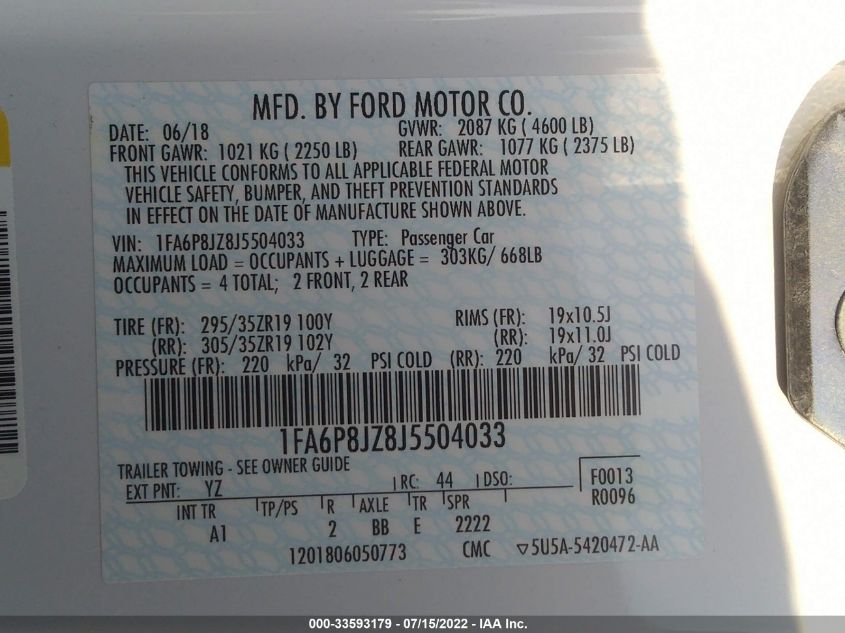 MFD. BY FORD MOTOR CO.
DATE: 06/18 GVWR: 2087 KG ( 4600 LB)
FRONT GAWR: 1021 KG ( 2250 LB) REAR GAWR: 1077 KG ( 2375 LB)
THIS VEHICLE CONFORMS TO ALL APPLICABLE FEDERAL MOTOR
VEHICLE SAFETY, BUMPER, AND THEFT PREVENTION STANDARDS
IN EFFECT ON THE DATE OF MANUFACTURE SHOWN ABOVE.
VIN: 1FA6P8JZ8J5504033 TYPE: Passenger Car
MAXIMUM LOAD = OCCUPANTS + LUGGAGE = 303KG/ 668LB
OCCUPANTS = 4 TOTAL; 2 FRONT, 2 REAR
TIRE (FR): 295/35ZR19 100Y RIMS (FR): 19x10.5J
(RR): 305/35ZR19 102Y (RR): 19x11.0J
PRESSURE (FR): 220 kPa/ 32 PSI COLD (RR): 220 kPa/ 32 PSI COLD
1FA6P8JZ8J5504033
TRAILER TOWING - SEE OWNER GUIDE
EXT PNT: YZ RC: 44 DSO: F0013
R0096
INT TR TP/PS R AXLE TR SPR
A1 2 BB E 2222
1201806050773 CMC ▽5U5A-5420472-AA
000-33593179 - 07/15/2022 - IAA Inc.